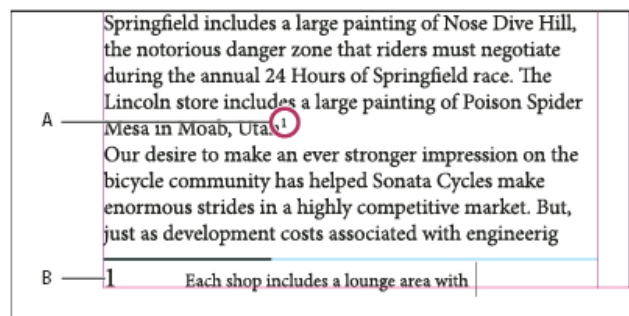 Springfield includes a large painting of Nose Dive Hill,
the notorious danger zone that riders must negotiate
during the annual 24 Hours of Springfield race. The
Lincoln store includes a large painting of Poison Spider
A
Mesa in Moab, Utah¹
Our desire to make an ever stronger impression on the
bicycle community has helped Sonata Cycles make
enormous strides in a highly competitive market. But,
just as development costs associated with engineerig
B
1 Each shop includes a lounge area with